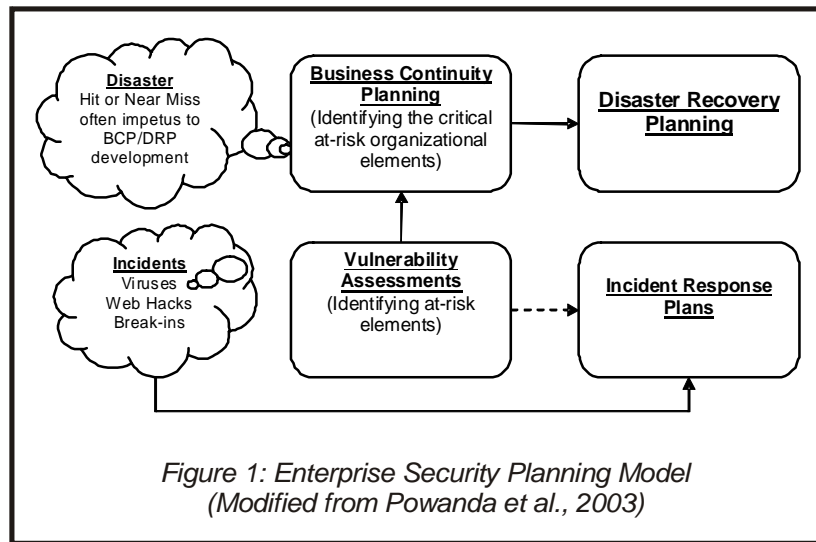 Disaster
Hit or Near Miss
often impetus to
BCP/DRP
development
Business Continuity
Planning
(Identifying the critical
at-risk organizational
elements)
Disaster Recovery
Planning
Incidents
Viruses
Web Hacks
Break-ins
Vulnerability
Assessments
(Identifying at-risk
elements)
Incident Response
Plans
Figure 1: Enterprise Security Planning Model
(Modified from Powanda et al., 2003)